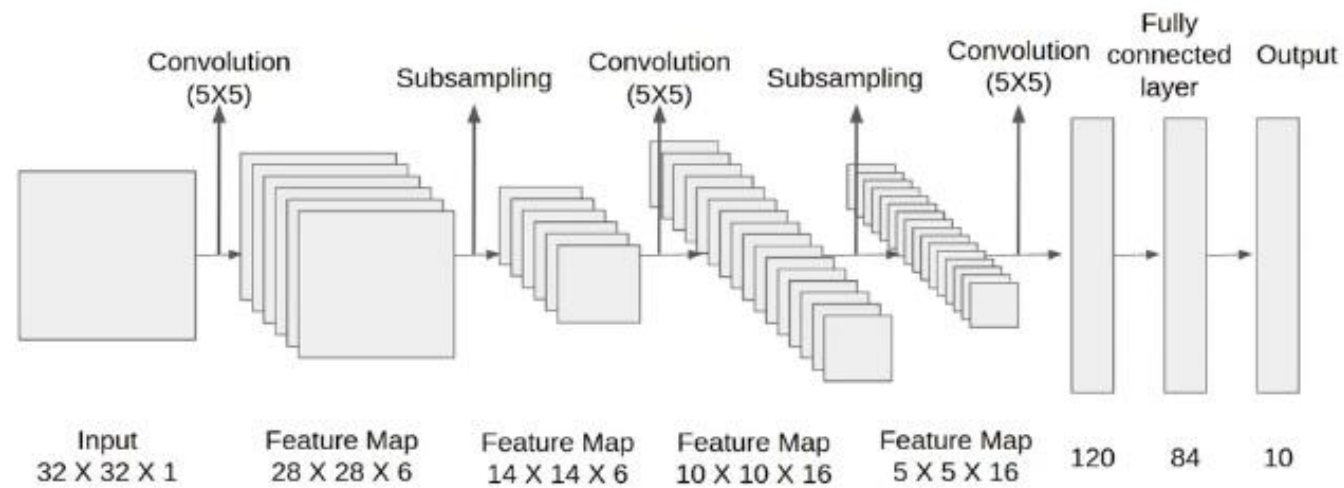 Convolution
(5X5)
Subsampling
Convolution
(5X5)
Subsampling
Convolution
(5X5)
Fully
connected
layer
Output
Input
32 X 32 X 1
Feature Map
28 X 28 X 6
Feature Map
14 X 14 X 6
Feature Map
10 X 10 X 16
Feature Map
5 X 5 X 16
120
84
10